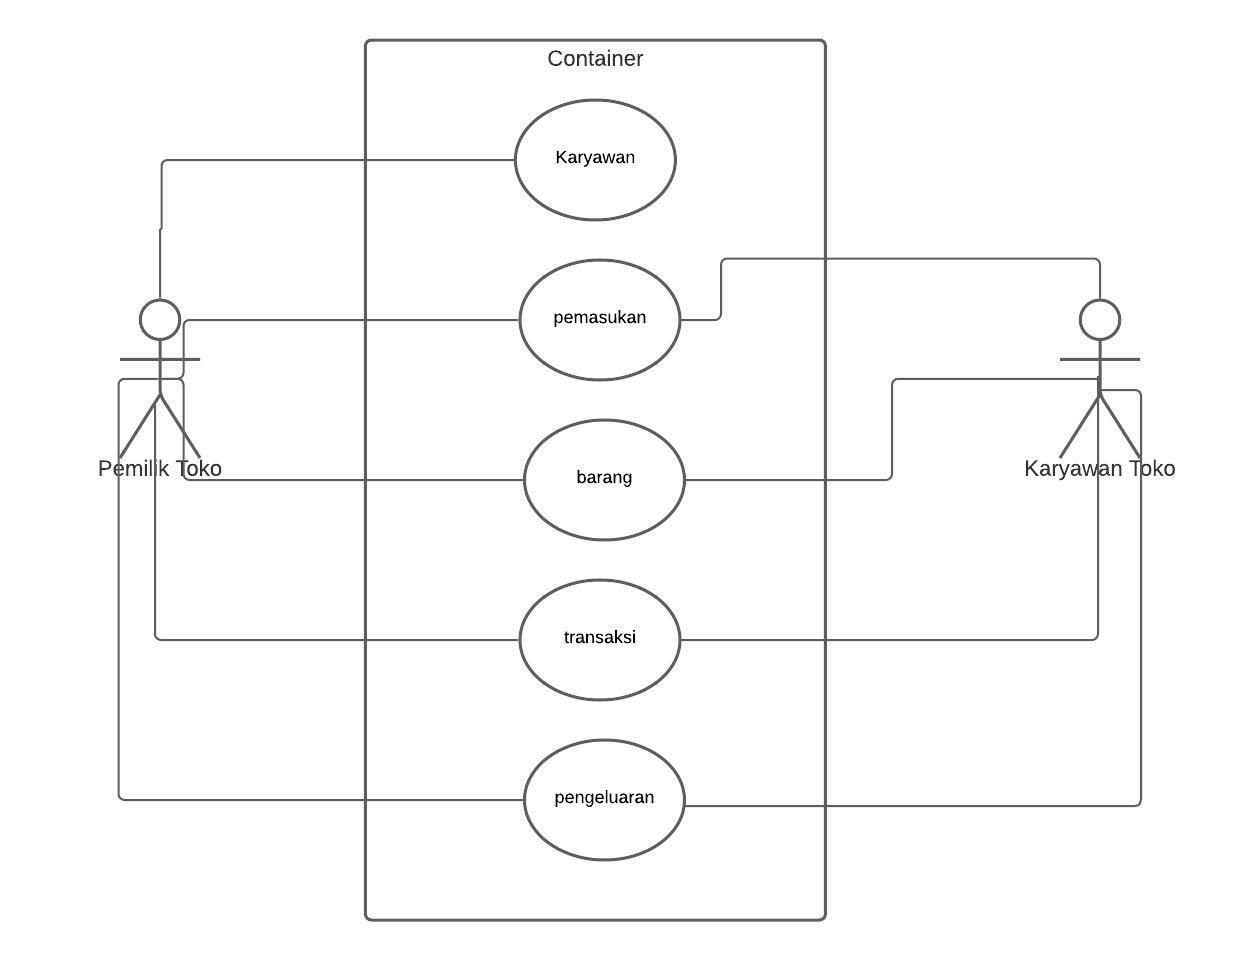 Container
Karyawan
pemasukan
barang
Pemilik Toko
Karyawan Toko
transaksi
pengeluaran